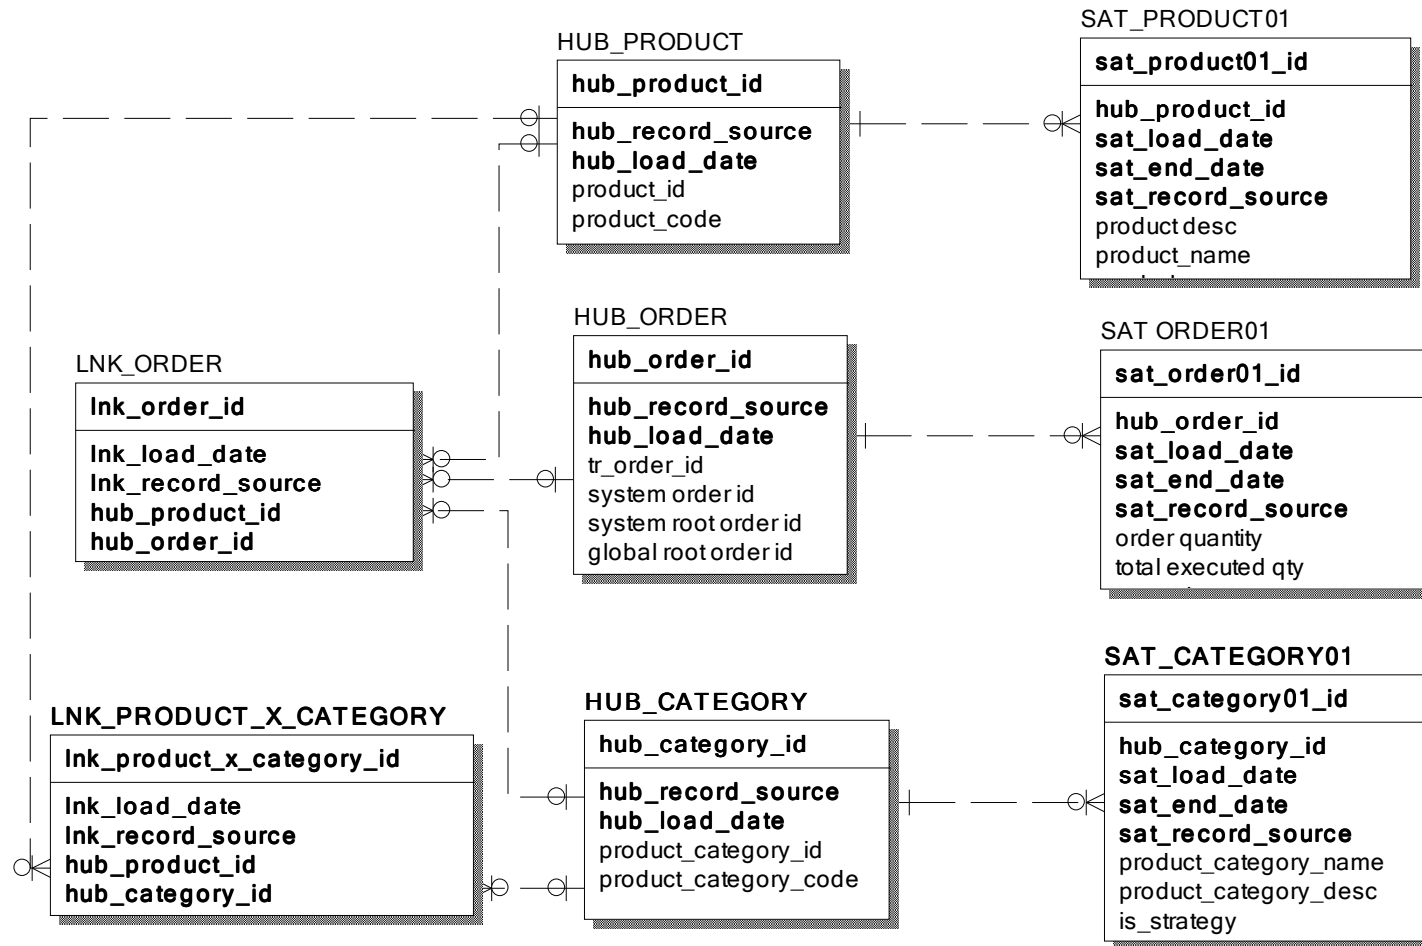 HUB_PRODUCT
hub_product_id
hub_record_source
hub_load_date
product_id
product_code
SAT_PRODUCT01
sat_product01_id
hub_product_id
sat_load_date
sat_end_date
sat_record_source
product desc
product_name
LNK_ORDER
lnk_order_id
lnk_load_date
lnk_record_source
hub_product_id
hub_order_id
HUB_ORDER
hub_order_id
hub_record_source
hub_load_date
tr_order_id
system order id
system root order id
global root order id
SAT ORDER01
sat_order01_id
hub_order_id
sat_load_date
sat_end_date
sat_record_source
order quantity
total executed qty
LNK_PRODUCT_X_CATEGORY
lnk_product_x_category_id
lnk_load_date
lnk_record_source
hub_product_id
hub_category_id
HUB_CATEGORY
hub_category_id
hub_record_source
hub_load_date
product_category_id
product_category_code
SAT_CATEGORY01
sat_category01_id
hub_category_id
sat_load_date
sat_end_date
sat_record_source
product_category_name
product_category_desc
is_strategy